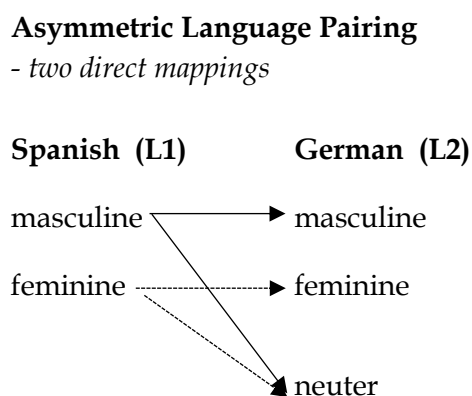 Asymmetric Language Pairing
- two direct mappings
Spanish (L1) German (L2)
masculine masculine
feminine feminine
neuter